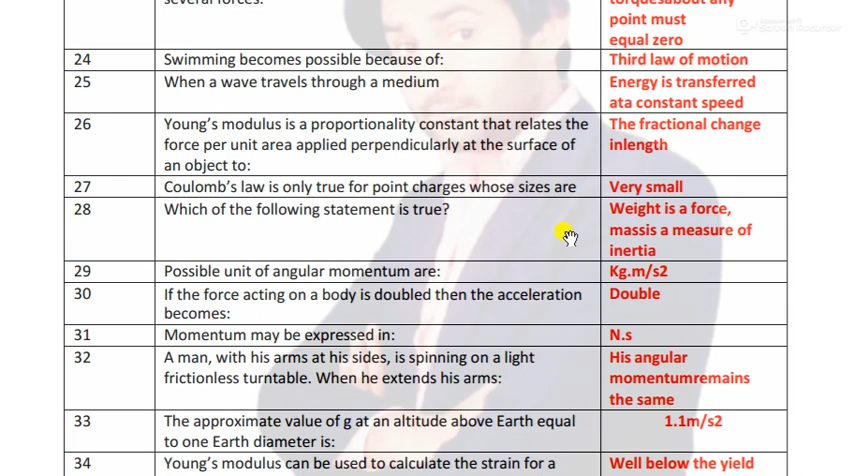 several forces.
torquesabout any
point must
equal zero
24 Swimming becomes possible because of: Third law of motion
25 When a wave travels through a medium Energy is transferred
ata constant speed
26 Young's modulus is a proportionality constant that relates the The fractional change
force per unit area applied perpendicularly at the surface of inlength
an object to:
27 Coulomb's law is only true for point charges whose sizes are Very small
28 Which of the following statement is true? Weight is a force,
massis a measure of
inertia
29 Possible unit of angular momentum are: Kg.m/s2
30 If the force acting on a body is doubled then the acceleration Double
becomes:
31 Momentum may be expressed in: N.s
32 A man, with his arms at his sides, is spinning on a light His angular
frictionless turntable. When he extends his arms: momentumremains
the same
33 The approximate value of g at an altitude above Earth equal 1.1m/s2
to one Earth diameter is:
34 Young's modulus can be used to calculate the strain for a Well below the yield